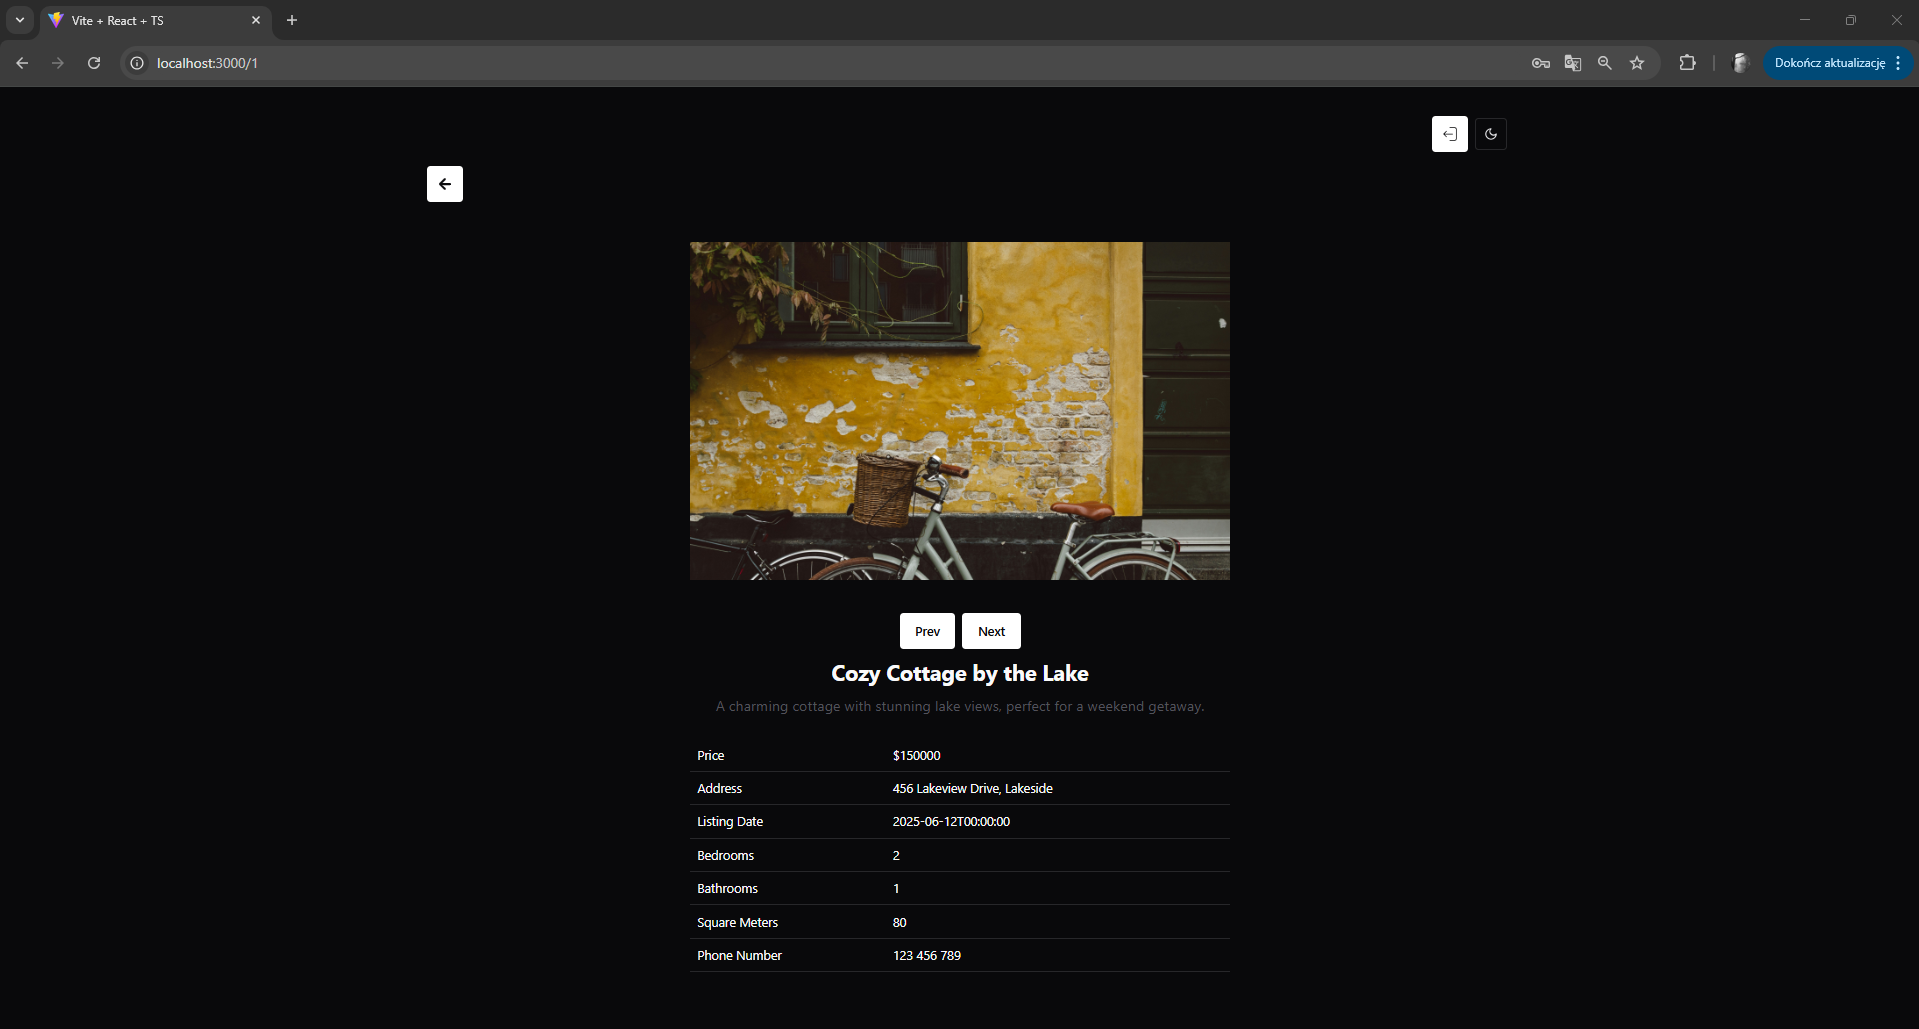 Vite + React + TS
localhost:3000/1
Dokończ aktualizację
Prev Next
Cozy Cottage by the Lake
A charming cottage with stunning lake views, perfect for a weekend getaway.
Price $150000
Address 456 Lakeview Drive, Lakeside
Listing Date 2025-06-12T00:00:00
Bedrooms 2
Bathrooms 1
Square Meters 80
Phone Number 123 456 789